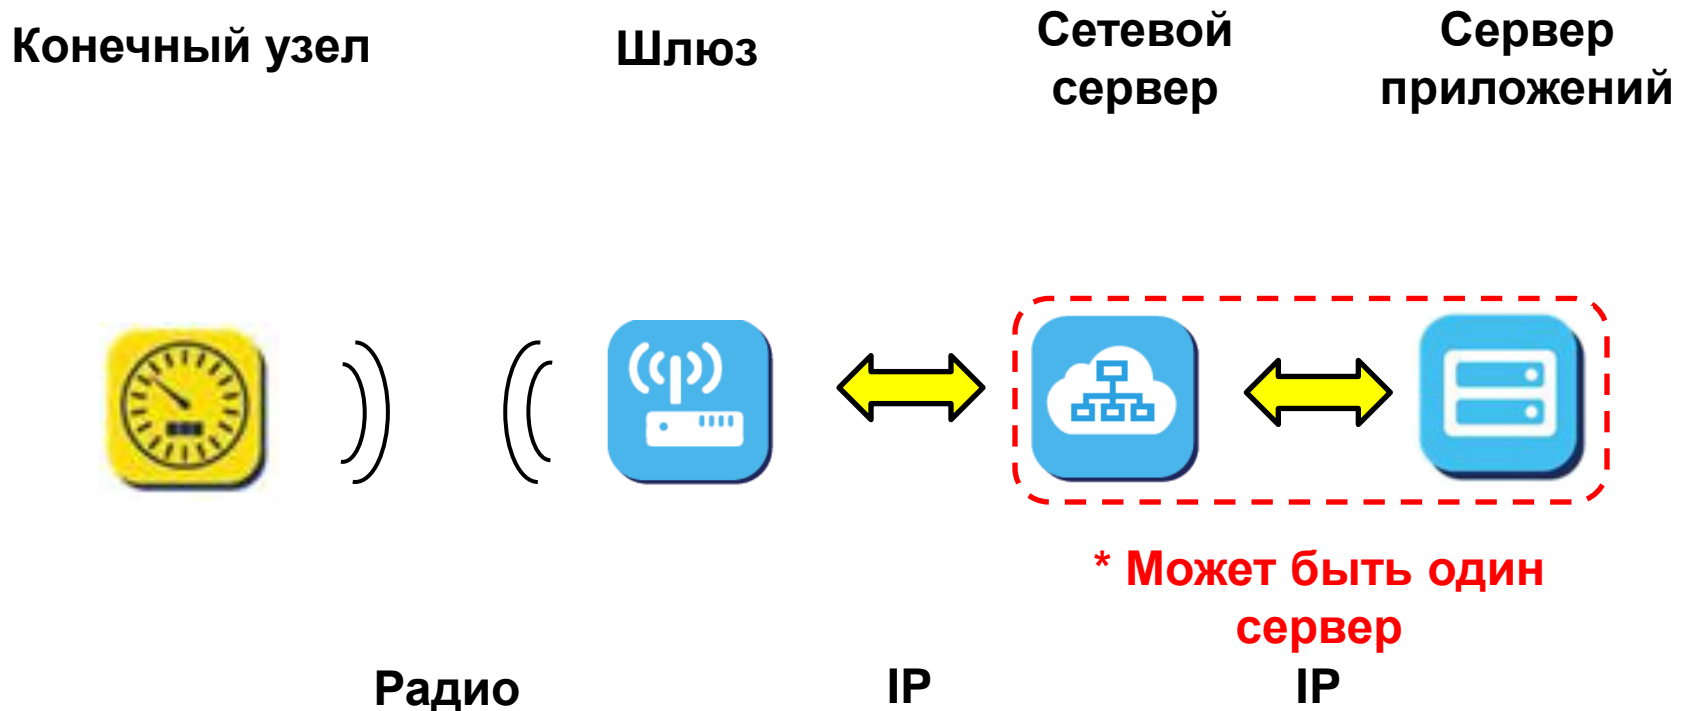 Конечный узел
Шлюз
Сетевой
сервер
Сервер
приложений
* Может быть один
сервер
Радио
IP
IP